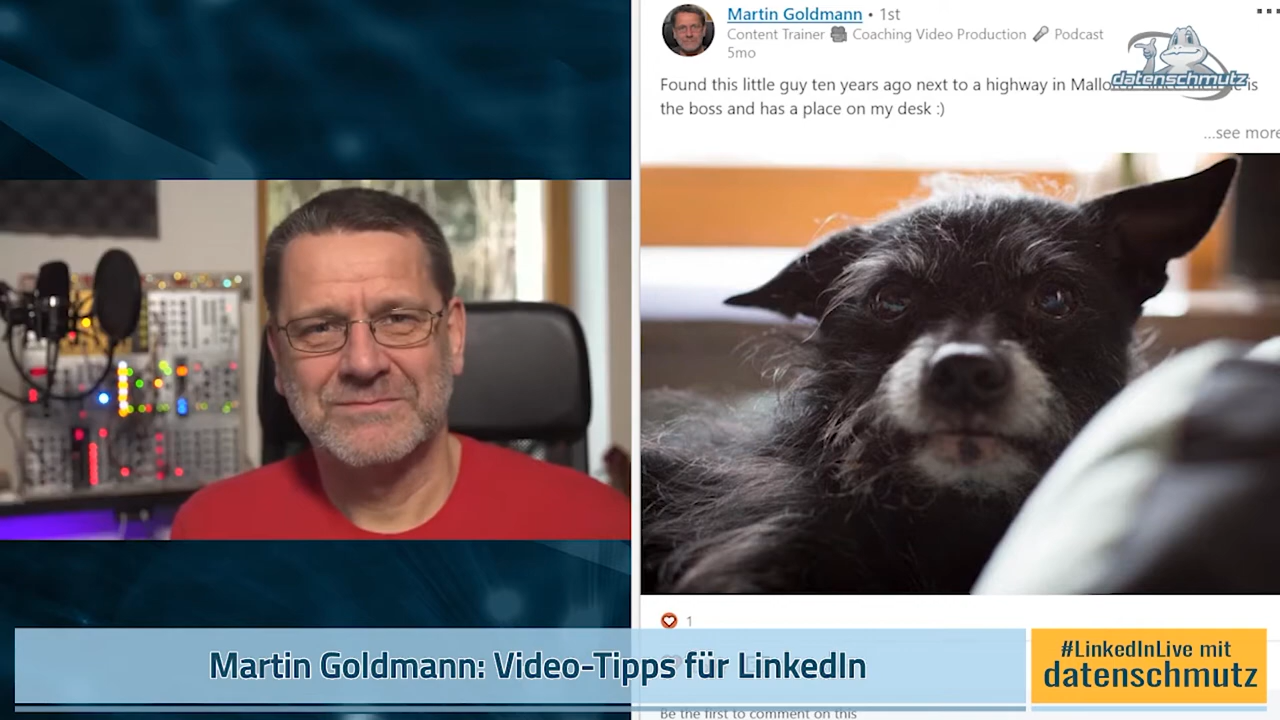 Martin Goldmann • 1st
Content Trainer Coaching Video Production Podcast
5mo
datenschmutz
Found this little guy ten years ago next to a highway in is
the boss and has a place on my desk :)
...see more
1
Martin Goldmann: Video-Tipps für LinkedIn
#LinkedInLive mit
datenschmutz
Be the first to comment on this